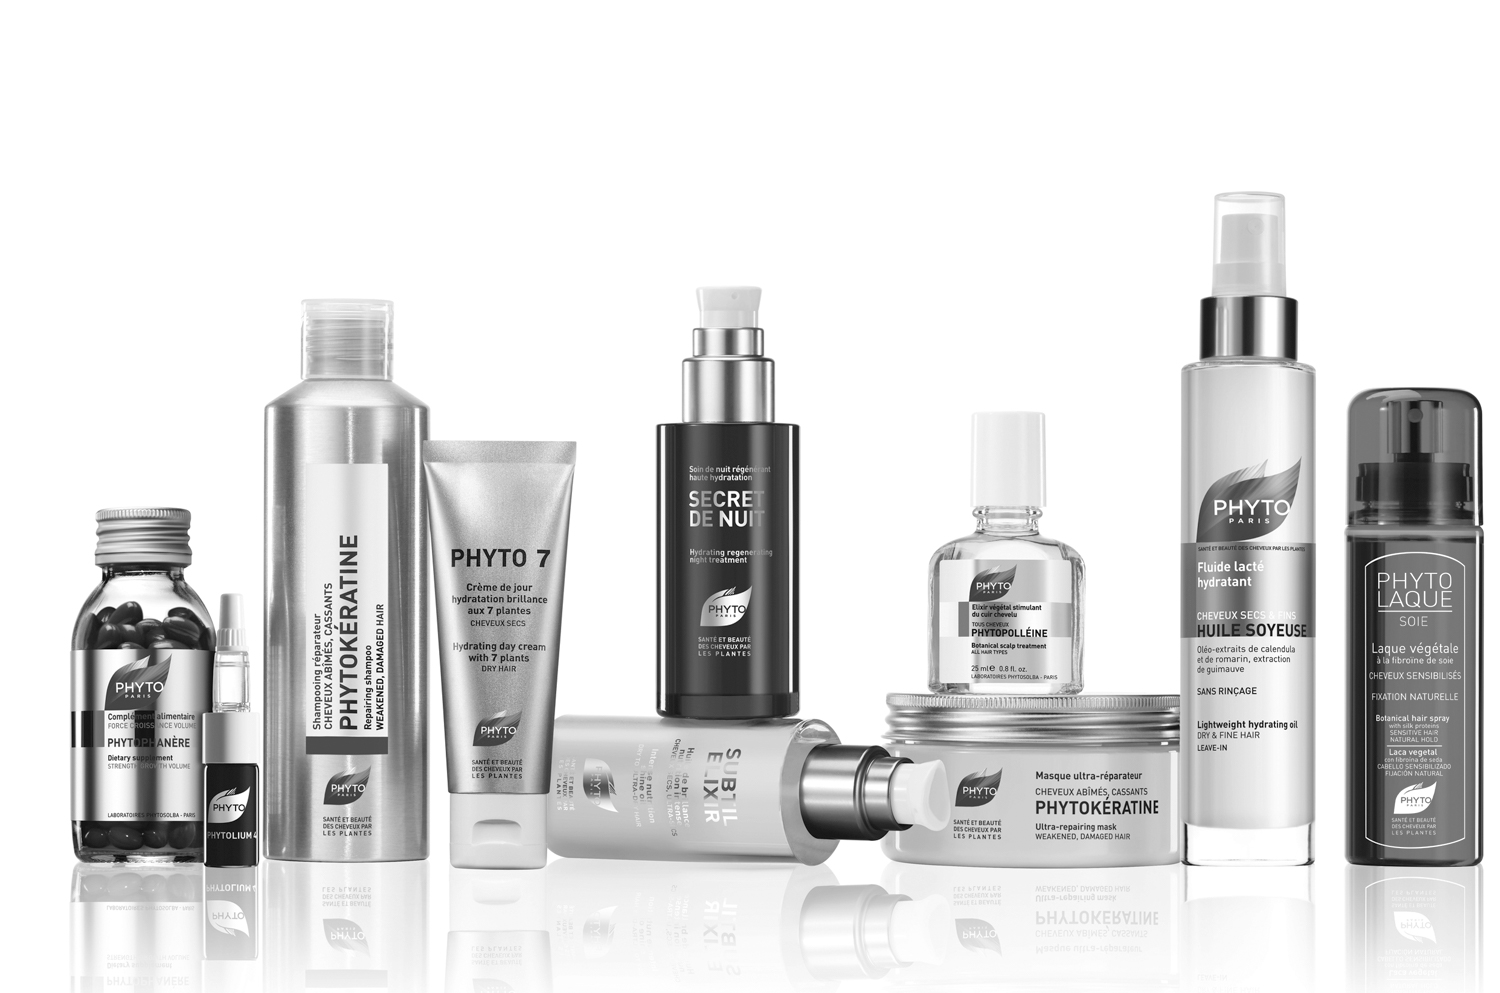 PHYTO
PARIS
Complément alimentaire
FORCE CROISSANCE VOLUME
PHYTOPHANÈRE
Dietary supplement
STRENGTH GROWTH VOLUME
LABORATOIRES PHYTOSOLBA - PARIS
PHYTO
PHYTOLIUM 4
Shampooing réparateur
CHEVEUX ABÎMÉS, CASSANTS
PHYTOKÉRATINE
Repairing shampoo
WEAKENED, DAMAGED HAIR
PHYTO
PARIS
SANTÉ ET BEAUTÉ
DES CHEVEUX PAR
LES PLANTES
PHYTO 7
Crème de jour
hydratation brillance
aux 7 plantes
CHEVEUX SECS
Hydrating day cream
with 7 plants
DRY HAIR
PHYTO
PARIS
SANTÉ ET BEAUTÉ
DES CHEVEUX PAR
LES PLANTES
SUBTIL
ELIXIR
PHYTO
Soin de nuit régénérant
haute hydratation
SECRET
DE NUIT
Hydrating regenerating
night treatment
PHYTO
PARIS
SANTÉ ET BEAUTÉ
DES CHEVEUX PAR
LES PLANTES
PHYTO
PARIS
Elixir végétal stimulant
du cuir chevelu
TOUS CHEVEUX
PHYTOPOLLÉINE
Botanical scalp treatment
ALL HAIR TYPES
25 ml e 0.8 fl. oz.
LABORATOIRES PHYTOSOLBA - PARIS
PHYTO
PARIS
SANTÉ ET BEAUTÉ
DES CHEVEUX PAR
LES PLANTES
Masque ultra-réparateur
CHEVEUX ABÎMÉS, CASSANTS
PHYTOKÉRATINE
Ultra-repairing mask
WEAKENED, DAMAGED HAIR
PHYTO
PARIS
SANTÉ ET BEAUTÉ DES CHEVEUX PAR LES PLANTES
Fluide lacté
hydratant
CHEVEUX SECS & FINS
HUILE SOYEUSE
Oléo-extraits de calendula
et de romarin, extraction
de guimauve
SANS RINÇAGE
Lightweight hydrating oil
DRY & FINE HAIR
LEAVE-IN
PHYTO
LAQUE
SOIE
Laque végétale
à la fibroïne de soie
CHEVEUX SENSIBILISÉS
FIXATION NATURELLE
Botanical hair spray
with silk proteins
SENSITIVE HAIR
NATURAL HOLD
Laca vegetal
con fibroína de seda
CABELLO SENSIBILIZADO
FIJACIÓN NATURAL
PHYTO
PARIS
SANTÉ ET BEAUTÉ
DES CHEVEUX PAR
LES PLANTES